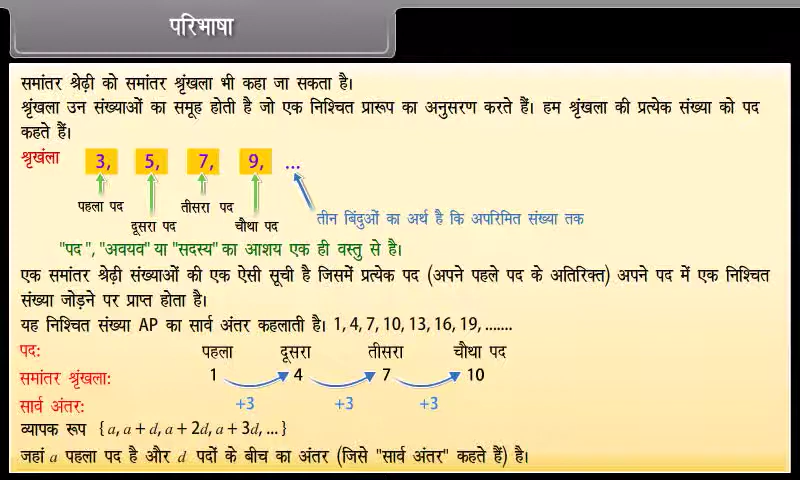 परिभाषा
समांतर श्रेढ़ी को समांतर श्रृंखला भी कहा जा सकता है।
श्रृंखला उन संख्याओं का समूह होती है जो एक निश्चित प्रारूप का अनुसरण करते हैं। हम श्रृंखला की प्रत्येक संख्या को पद
कहते हैं।
श्रृखंला 3, 5, 7, 9, ...
पहला पद दूसरा पद तीसरा पद चौथा पद
तीन बिंदुओं का अर्थ है कि अपरिमित संख्या तक
"पद", "अवयव" या "सदस्य" का आशय एक ही वस्तु से है।
एक समांतर श्रेढ़ी संख्याओं की एक ऐसी सूची है जिसमें प्रत्येक पद (अपने पहले पद के अतिरिक्त) अपने पद में एक निश्चित
संख्या जोड़ने पर प्राप्त होता है।
यह निश्चित संख्या AP का सार्व अंतर कहलाती है। 1, 4, 7, 10, 13, 16, 19, .......
पद: पहला दूसरा तीसरा चौथा पद
समांतर श्रृंखला: 1 4 7 10
सार्व अंतर: +3 +3 +3
व्यापक रूप {a, a + d, a + 2d, a + 3d, ...}
जहां a पहला पद है और d पदों के बीच का अंतर (जिसे "सार्व अंतर" कहते हैं) है।